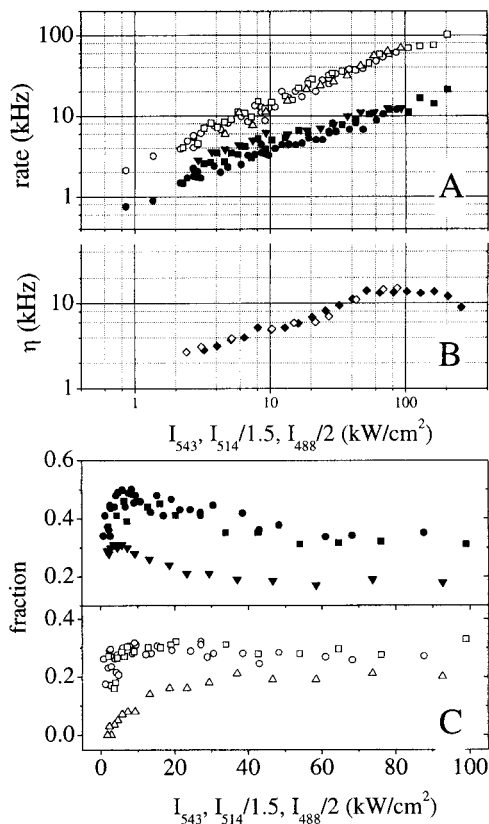 100
10
1
rate (kHz)
A
10
1
η (kHz)
B
1 10 100
I₅₄₃, I₅₁₄/1.5, I₄₈₈/2 (kW/cm²)
0.6
0.4
0.2
0.2
0.0
fraction
C
0 20 40 60 80 100
I₅₄₃, I₅₁₄/1.5, I₄₈₈/2 (kW/cm²)